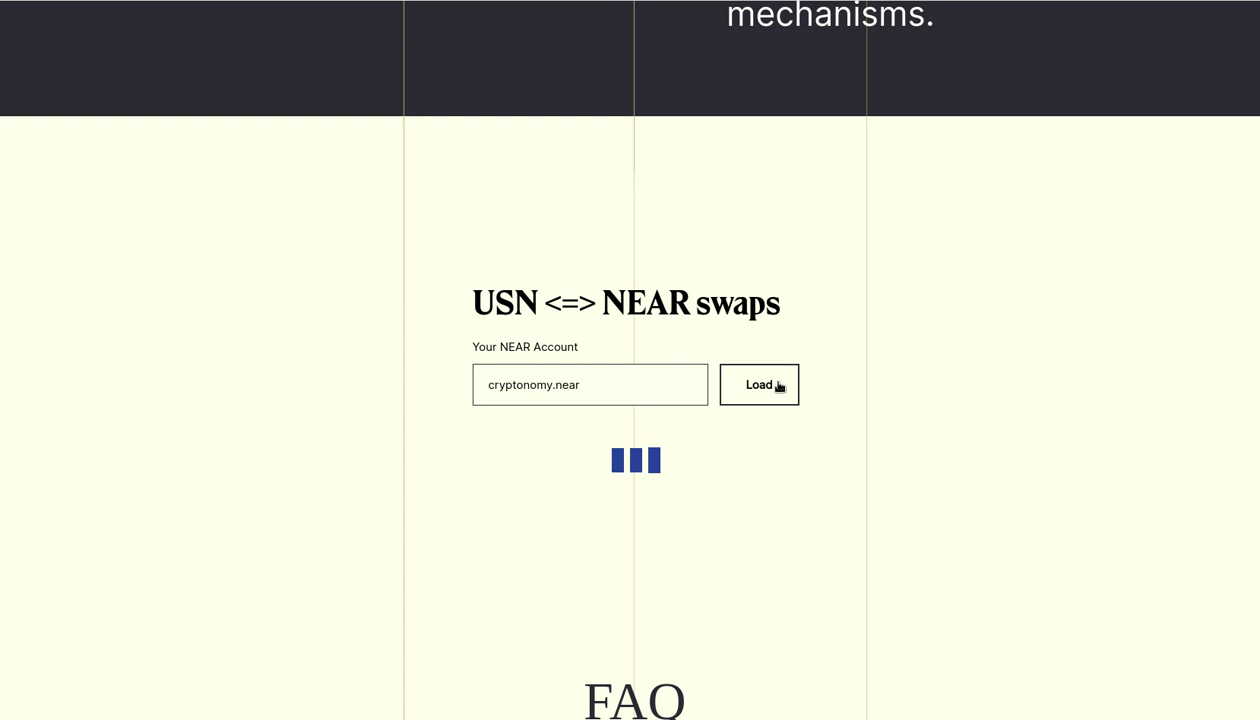 mechanisms.
USN <=> NEAR swaps
Your NEAR Account
cryptonomy.near
Load
FAQ